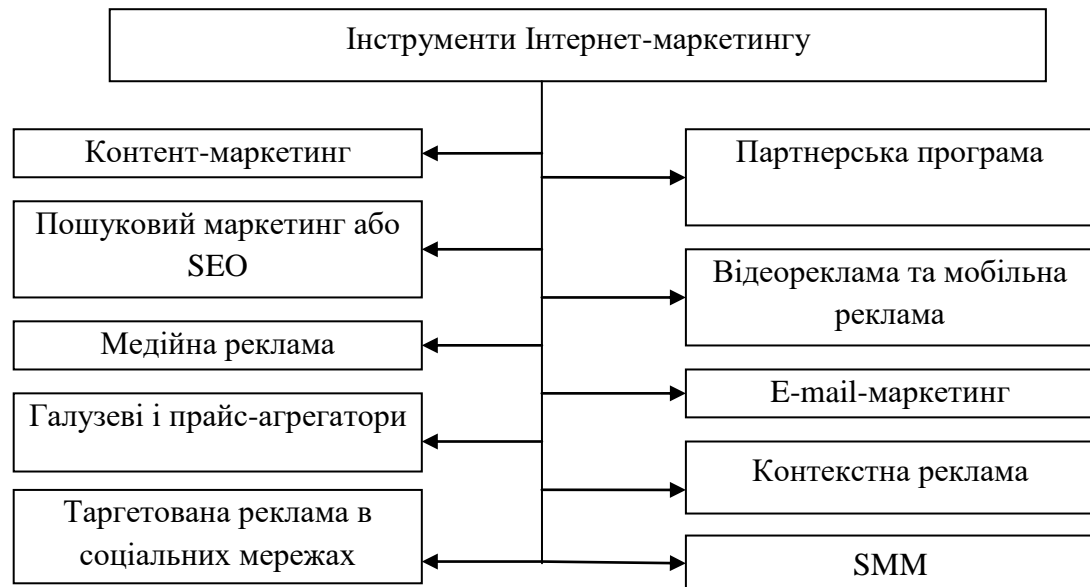 Інструменти Інтернет-маркетингу
Контент-маркетинг
Пошуковий маркетинг або
SEO
Медійна реклама
Галузеві і прайс-агрегатори
Таргетована реклама в
соціальних мережах
Партнерська програма
Відеореклама та мобільна
реклама
E-mail-маркетинг
Контекстна реклама
SMM